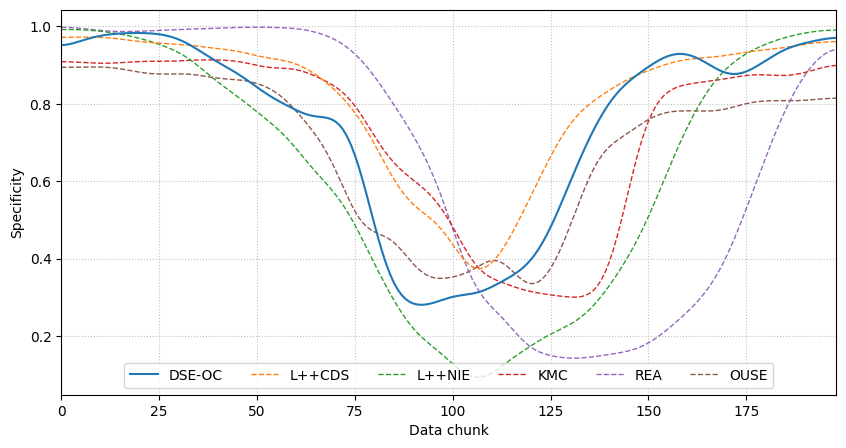 1.0
0.8
0.6
0.4
0.2
Specificity
DSE-OC L++CDS L++NIE KMC REA OUSE
0 25 50 75 100 125 150 175
Data chunk